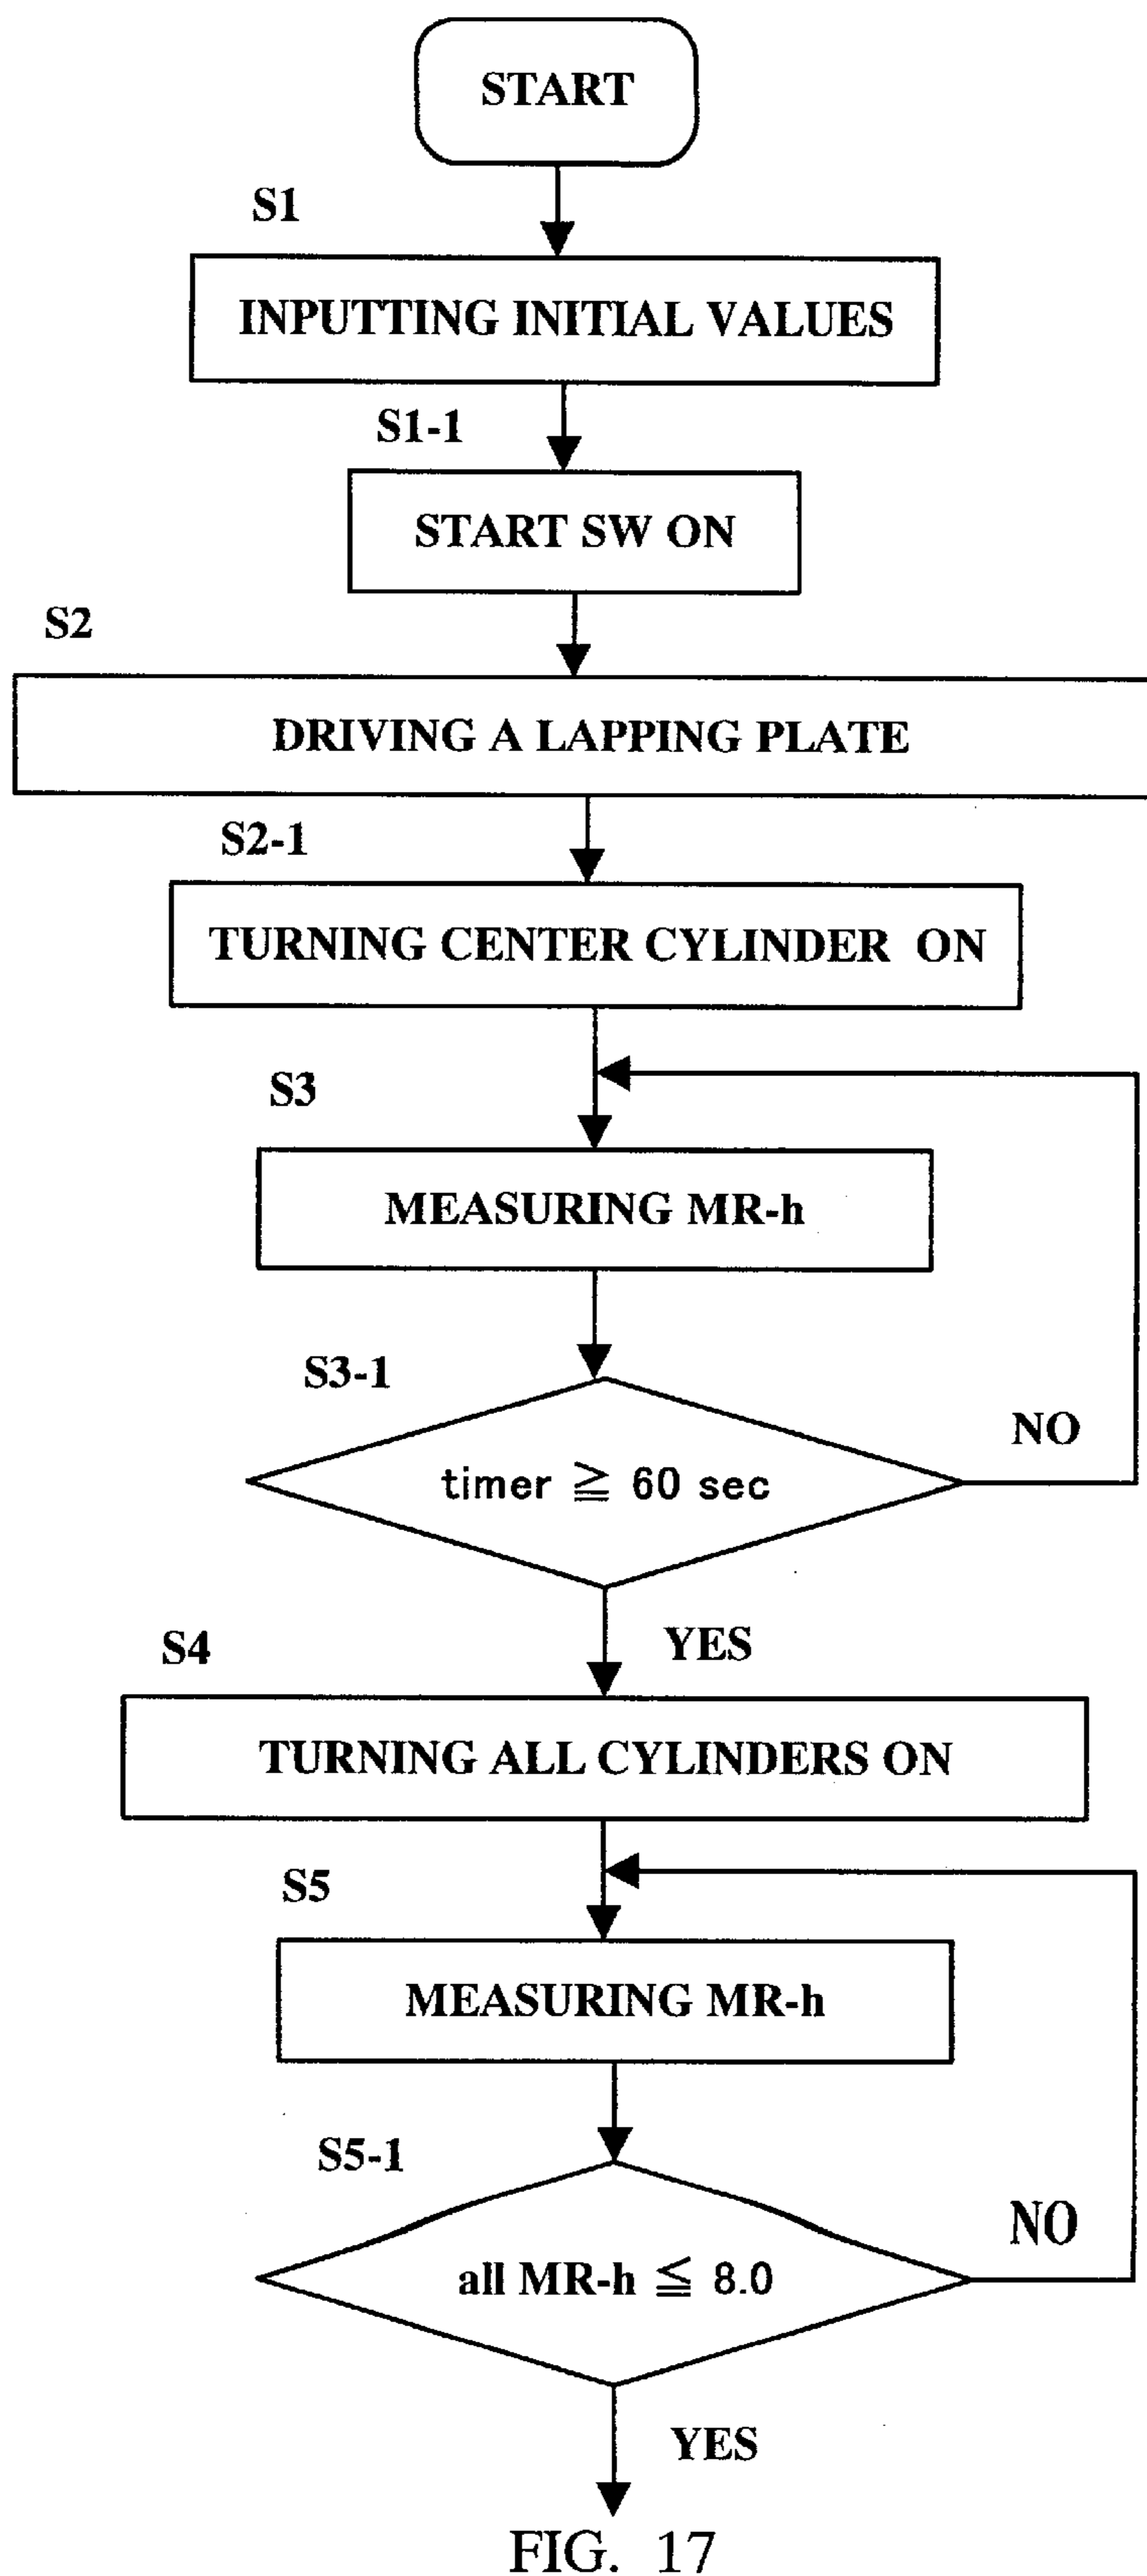 START
S1
INPUTTING INITIAL VALUES
S1-1
START SW ON
S2
DRIVING A LAPPING PLATE
S2-1
TURNING CENTER CYLINDER ON
S3
MEASURING MR-h
S3-1
timer ≧ 60 sec
NO
YES
S4
TURNING ALL CYLINDERS ON
S5
MEASURING MR-h
S5-1
all MR-h ≦ 8.0
NO
YES
FIG. 17